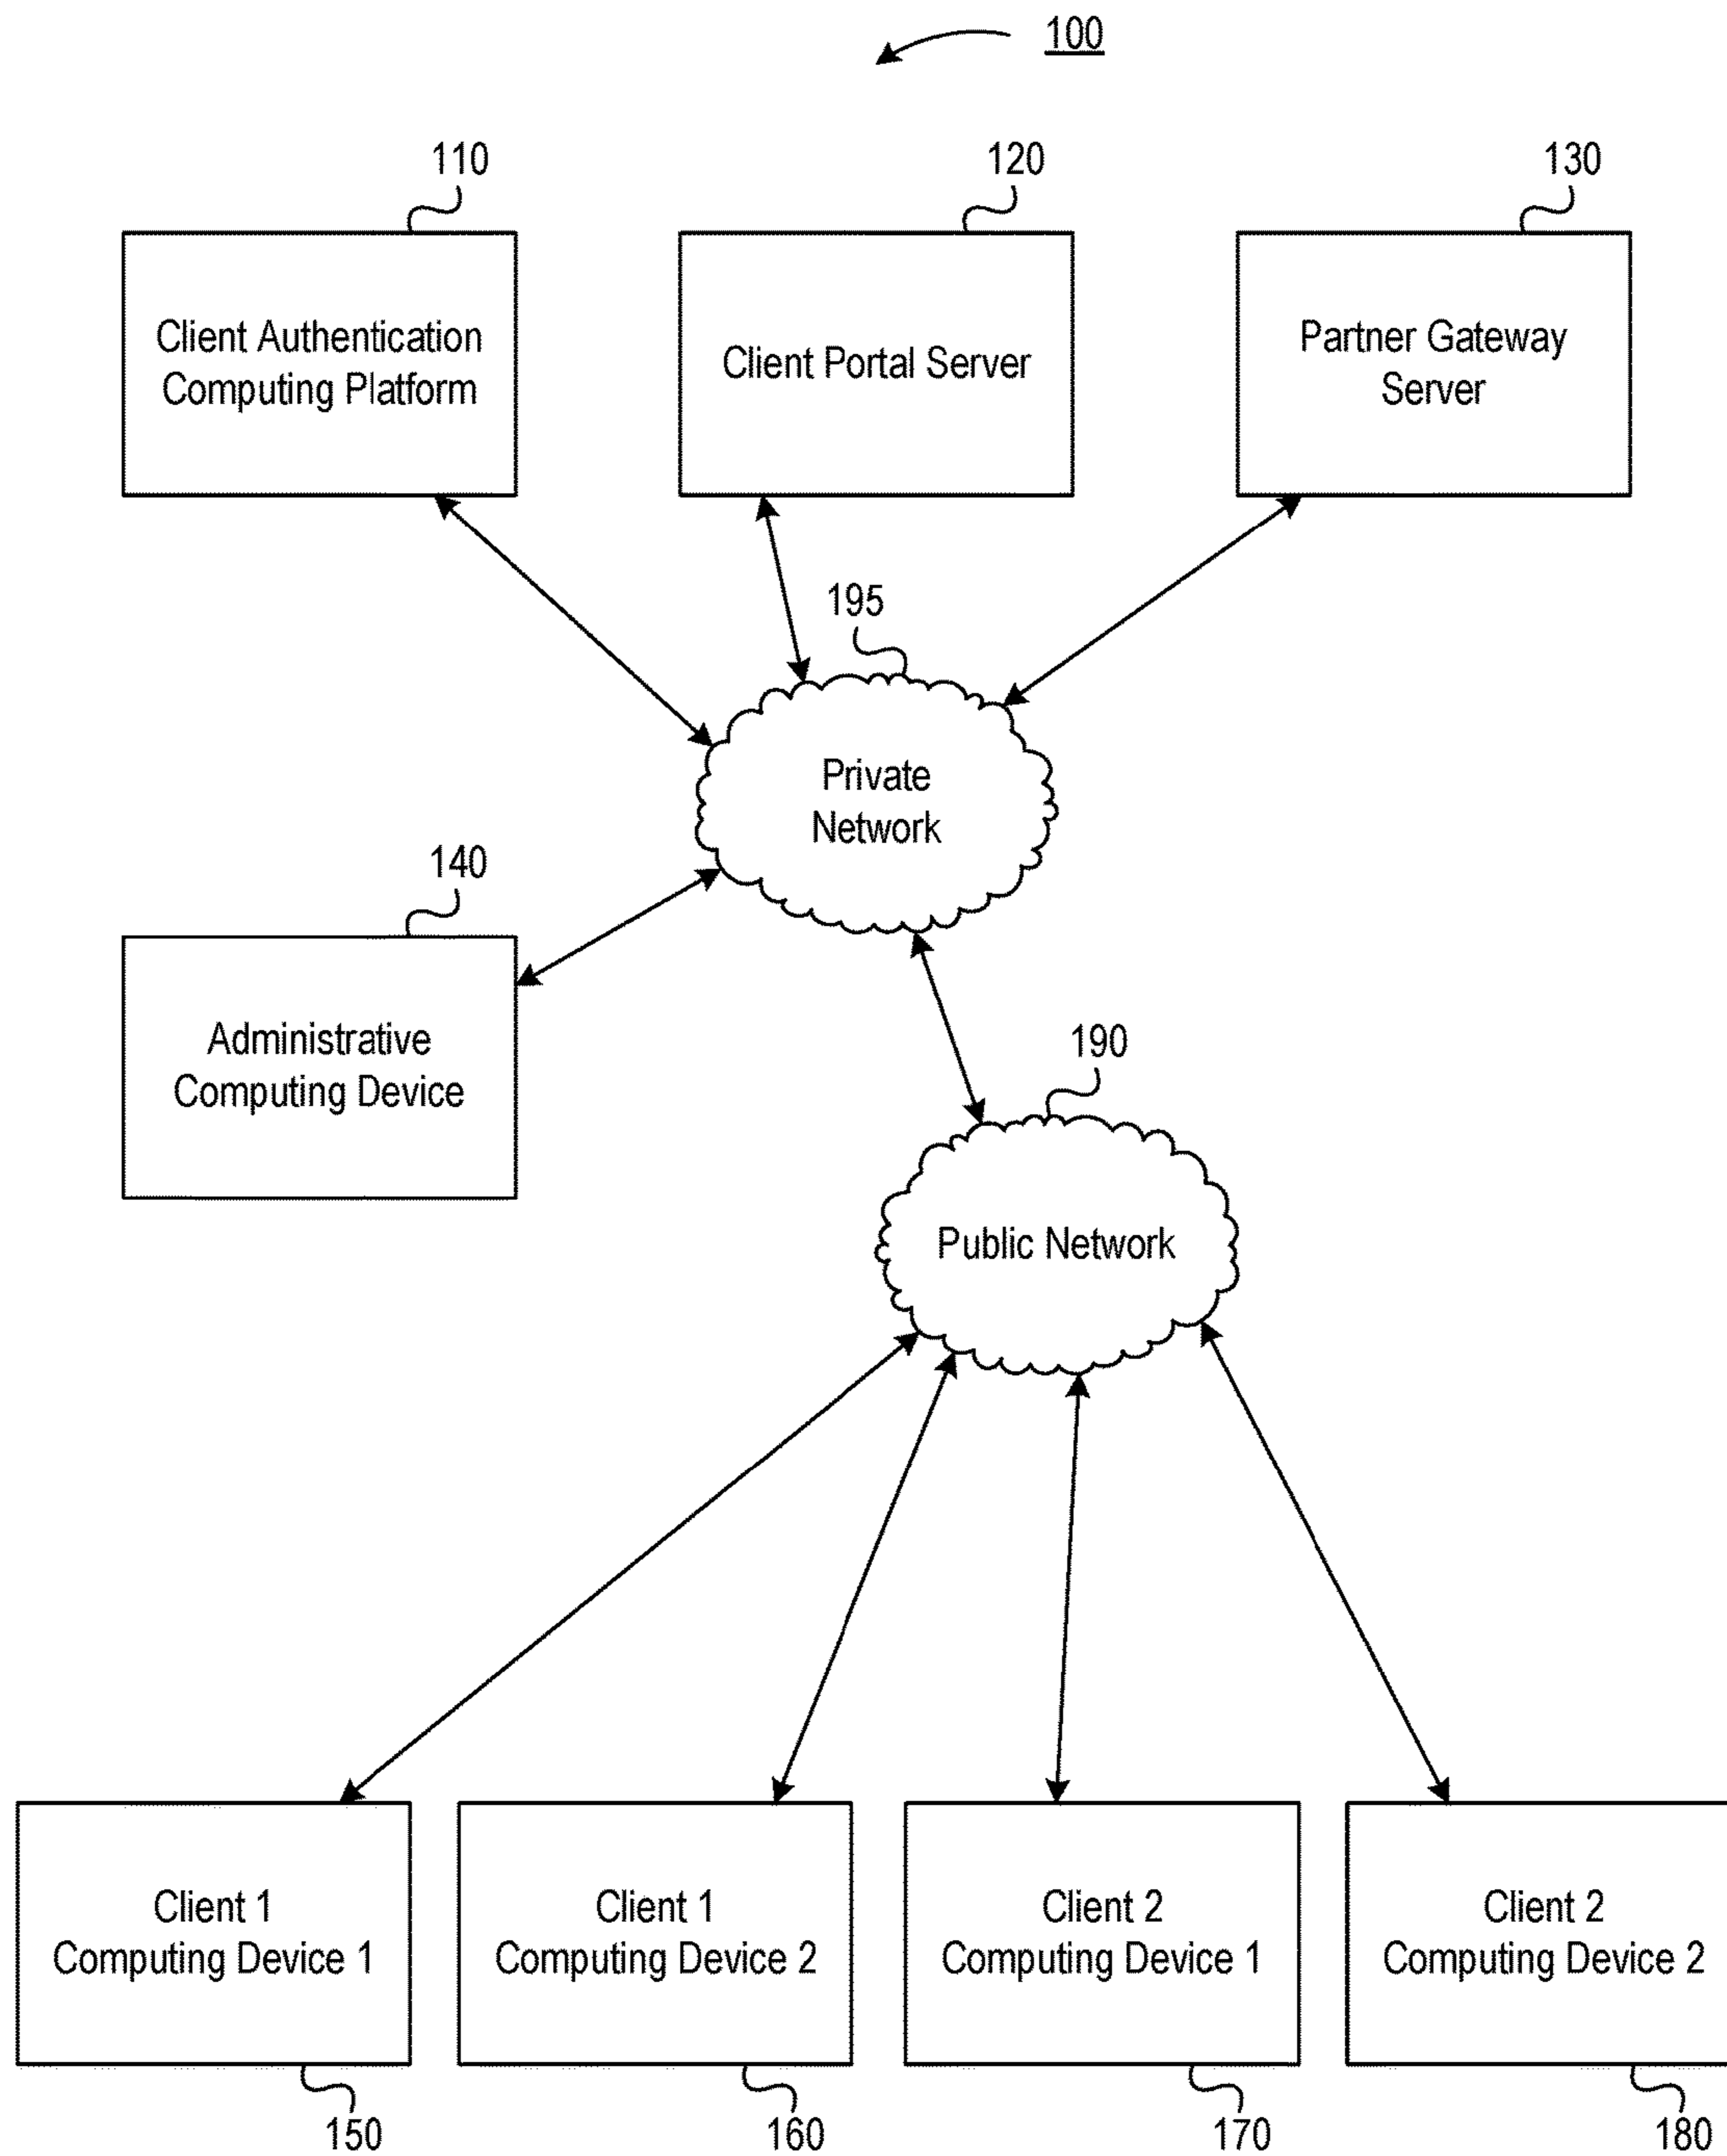 100
110
120
130
Client Authentication
Computing Platform
Client Portal Server
Partner Gateway
Server
195
Private
Network
140
Administrative
Computing Device
190
Public Network
Client 1
Computing Device 1
Client 1
Computing Device 2
Client 2
Computing Device 1
Client 2
Computing Device 2
150
160
170
180